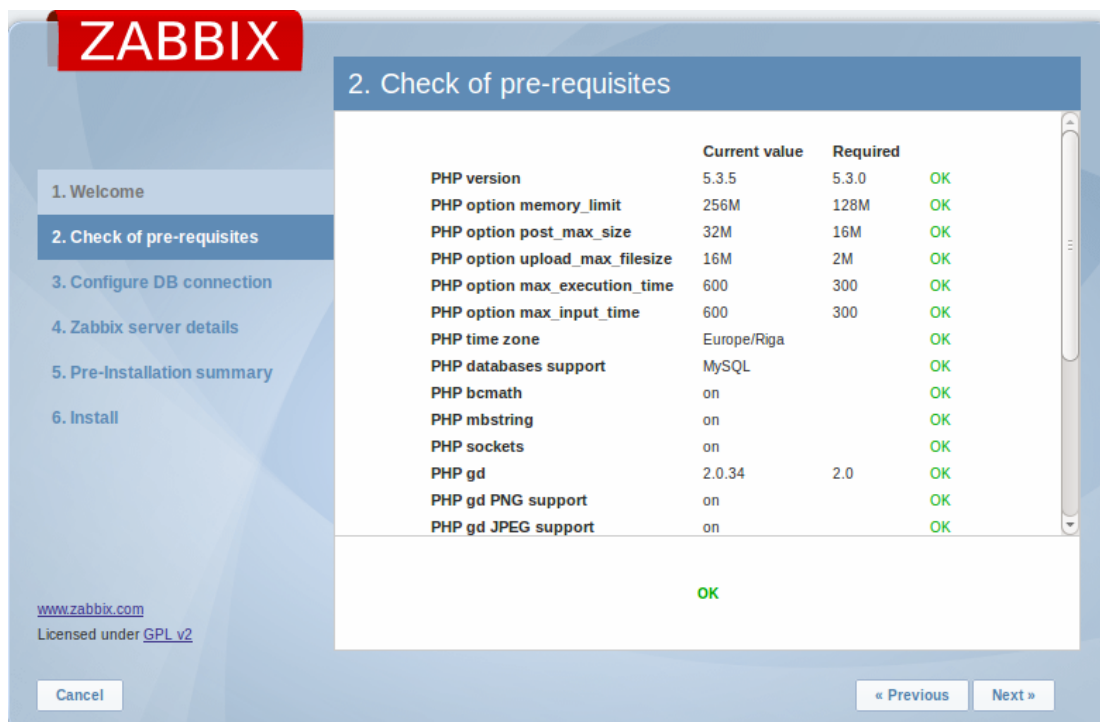 ZABBIX
2. Check of pre-requisites
1. Welcome
2. Check of pre-requisites
3. Configure DB connection
4. Zabbix server details
5. Pre-Installation summary
6. Install
Current value Required
PHP version 5.3.5 5.3.0 OK
PHP option memory_limit 256M 128M OK
PHP option post_max_size 32M 16M OK
PHP option upload_max_filesize 16M 2M OK
PHP option max_execution_time 600 300 OK
PHP option max_input_time 600 300 OK
PHP time zone Europe/Riga OK
PHP databases support MySQL OK
PHP bcmath on OK
PHP mbstring on OK
PHP sockets on OK
PHP gd 2.0.34 2.0 OK
PHP gd PNG support on OK
PHP gd JPEG support on OK
OK
www.zabbix.com
Licensed under GPL v2
Cancel
« Previous
Next »